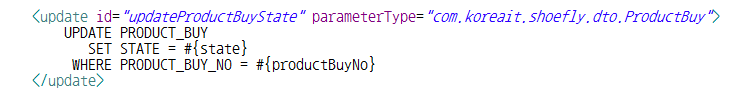 <update id="updateProductBuyState" parameterType="com.koreait.shoefly.dto.ProductBuy">
    UPDATE PRODUCT_BUY
       SET STATE = #{state}
     WHERE PRODUCT_BUY_NO = #{productBuyNo}
</update>